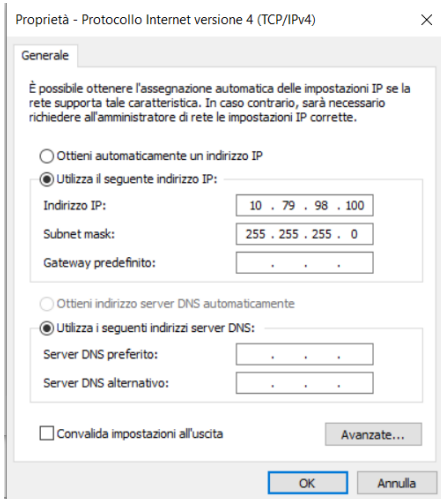 Proprietà - Protocollo Internet versione 4 (TCP/IPv4)
Generale
È possibile ottenere l'assegnazione automatica delle impostazioni IP se la
rete supporta tale caratteristica. In caso contrario, sarà necessario
richiedere all'amministratore di rete le impostazioni IP corrette.
Ottieni automaticamente un indirizzo IP
Utilizza il seguente indirizzo IP:
Indirizzo IP: 10 . 79 . 98 . 100
Subnet mask: 255 . 255 . 255 . 0
Gateway predefinito: . . .
Ottieni indirizzo server DNS automaticamente
Utilizza i seguenti indirizzi server DNS:
Server DNS preferito: . . .
Server DNS alternativo: . . .
Convalida impostazioni all'uscita
Avanzate...
OK Annulla